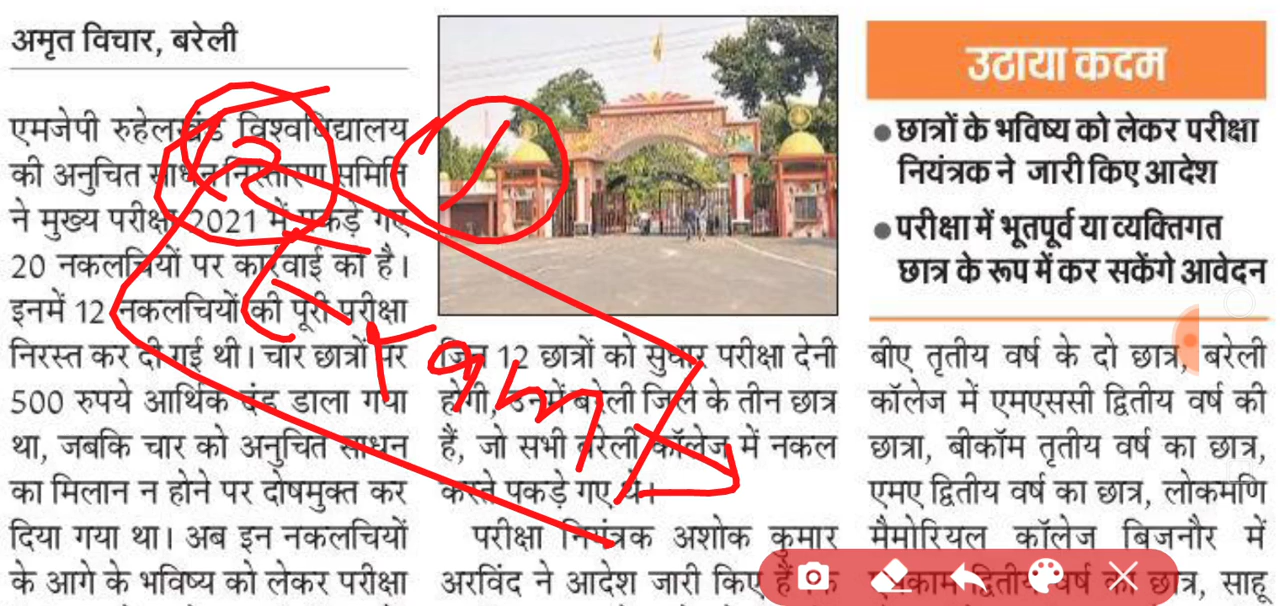 अमृत विचार, बरेली
एमजेपी रुहेलखंड विश्वविद्यालय
की अनुचित साधन निस्तारण समिति
ने मुख्य परीक्षा 2021 में पकड़े गए
20 नकलचियों पर कार्रवाई की है।
इनमें 12 नकलचियों की पूरी परीक्षा
निरस्त कर दी गई थी। चार छात्रों पर
500 रुपये आर्थिक दंड डाला गया
था, जबकि चार को अनुचित साधन
का मिलान न होने पर दोषमुक्त कर
दिया गया था। अब इन नकलचियों
के आगे के भविष्य को लेकर परीक्षा
जिन 12 छात्रों को सुधार परीक्षा देनी
होगी, उनमें बरेली जिले के तीन छात्र
हैं, जो सभी बरेली कॉलेज में नकल
करते पकड़े गए थे।
परीक्षा नियंत्रक अशोक कुमार
अरविंद ने आदेश जारी किए हैं कि
उठाया कदम
छात्रों के भविष्य को लेकर परीक्षा
नियंत्रक ने जारी किए आदेश
परीक्षा में भूतपूर्व या व्यक्तिगत
छात्र के रूप में कर सकेंगे आवेदन
बीए तृतीय वर्ष के दो छात्र, बरेली
कॉलेज में एमएससी द्वितीय वर्ष की
छात्रा, बीकॉम तृतीय वर्ष का छात्र,
एमए द्वितीय वर्ष का छात्र, लोकमणि
मैमोरियल कॉलेज बिजनौर में
एमकाम द्वितीय वर्ष का छात्र, साहू
Exam